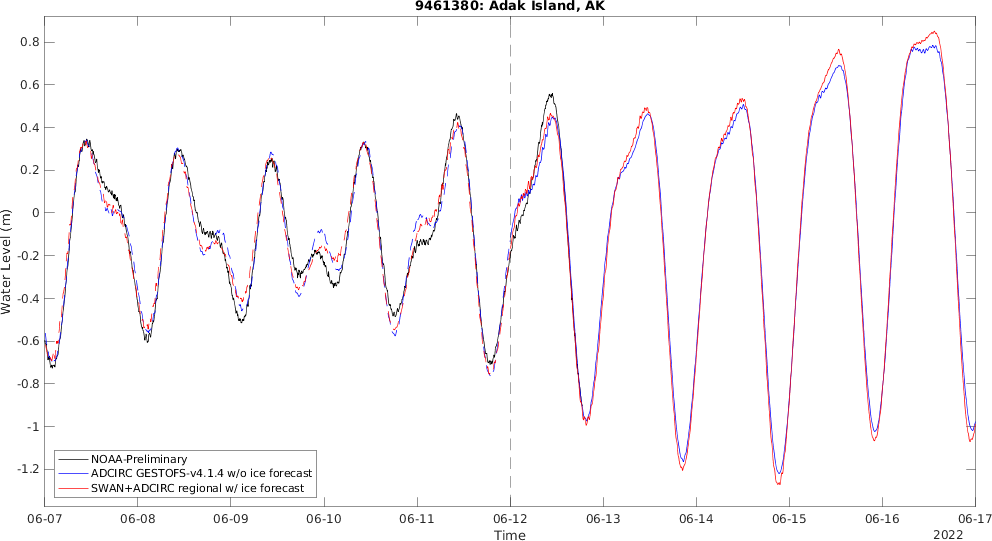 9461380: Adak Island, AK
0.8
0.6
0.4
0.2
0
-0.2
-0.4
-0.6
-0.8
-1
-1.2
Water Level (m)
NOAA-Preliminary
ADCIRC GESTOFS-v4.1.4 w/o ice forecast
SWAN+ADCIRC regional w/ ice forecast
06-07 06-08 06-09 06-10 06-11 06-12 06-13 06-14 06-15 06-16 06-17
Time
2022